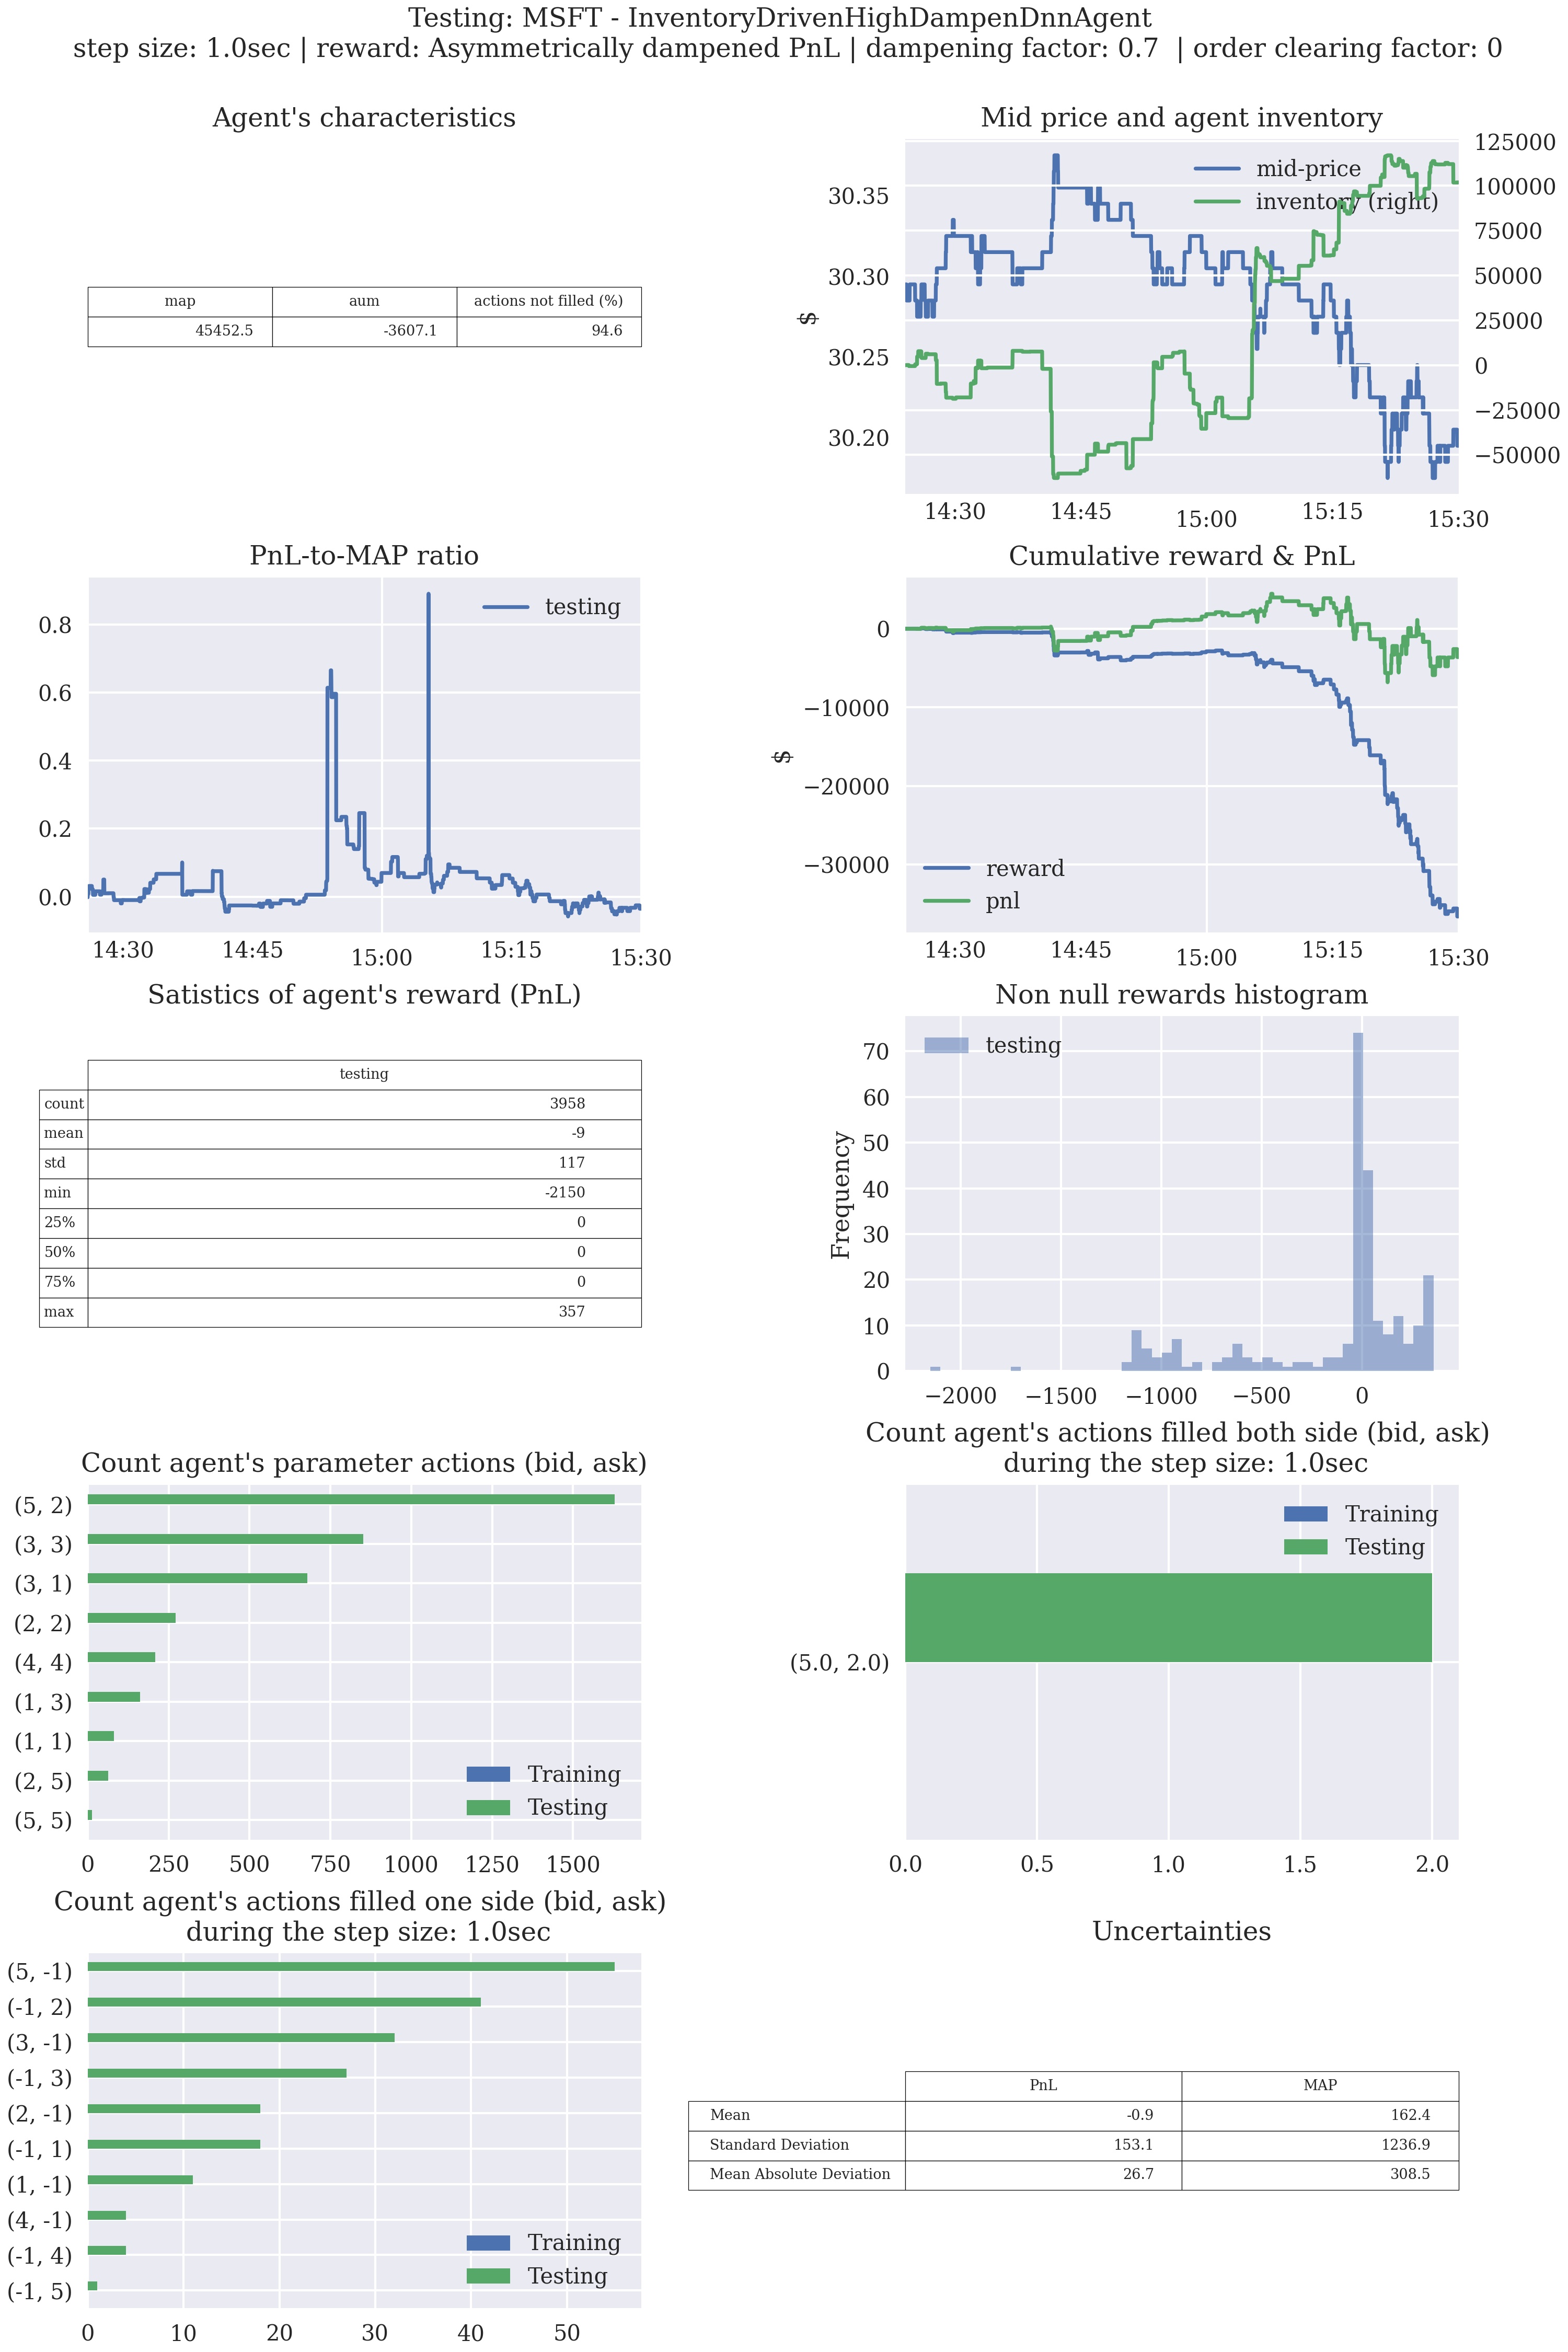 Testing: MSFT - InventoryDrivenHighDampenDnnAgent
step size: 1.0sec | reward: Asymmetrically dampened PnL | dampening factor: 0.7 | order clearing factor: 0
Agent's characteristics
map aum actions not filled (%)
45452.5 -3607.1 94.6
Mid price and agent inventory
mid-price
inventory (right)
$
30.35
30.30
30.25
30.20
125000
100000
75000
50000
25000
0
−25000
−50000
14:30 14:45 15:00 15:15 15:30
PnL-to-MAP ratio
testing
0.8
0.6
0.4
0.2
0.0
14:30 14:45 15:00 15:15 15:30
Cumulative reward & PnL
$
0
−10000
−20000
−30000
reward
pnl
14:30 14:45 15:00 15:15 15:30
Satistics of agent's reward (PnL)
testing
count 3958
mean -9
std 117
min -2150
25% 0
50% 0
75% 0
max 357
Non null rewards histogram
testing
Frequency
70
60
50
40
30
20
10
0
−2000 −1500 −1000 −500 0
Count agent's parameter actions (bid, ask)
(5, 2)
(3, 3)
(3, 1)
(2, 2)
(4, 4)
(1, 3)
(1, 1)
(2, 5)
(5, 5)
Training
Testing
0 250 500 750 1000 1250 1500
Count agent's actions filled both side (bid, ask)
during the step size: 1.0sec
Training
Testing
(5.0, 2.0)
0.0 0.5 1.0 1.5 2.0
Count agent's actions filled one side (bid, ask)
during the step size: 1.0sec
(5, -1)
(-1, 2)
(3, -1)
(-1, 3)
(2, -1)
(-1, 1)
(1, -1)
(4, -1)
(-1, 4)
(-1, 5)
Training
Testing
0 10 20 30 40 50
Uncertainties
PnL MAP
Mean -0.9 162.4
Standard Deviation 153.1 1236.9
Mean Absolute Deviation 26.7 308.5